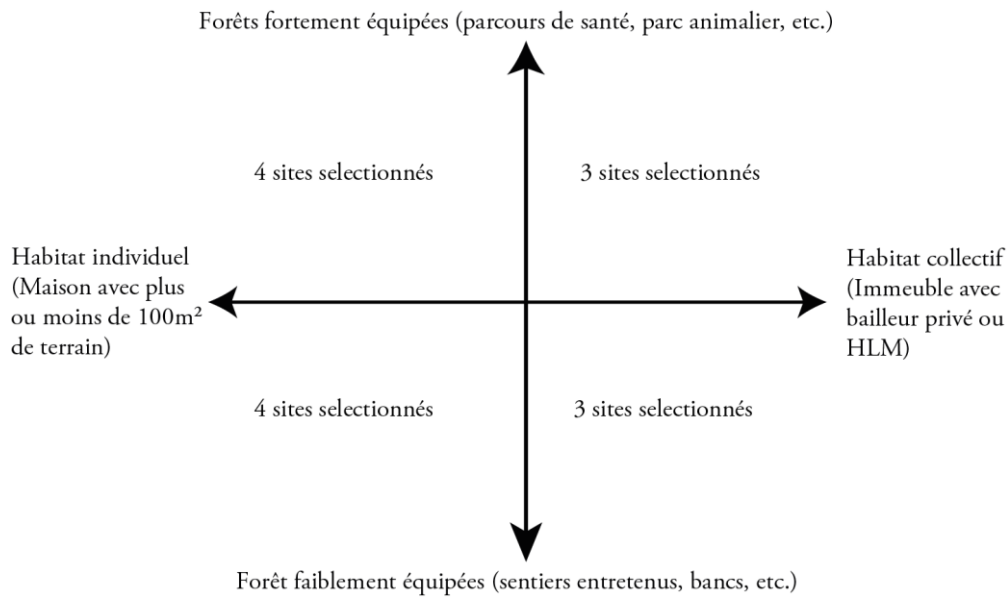 Forêts fortement équipées (parcours de santé, parc animalier, etc.)
4 sites selectionnés
3 sites selectionnés
Habitat individuel
(Maison avec plus
ou moins de 100m²
de terrain)
Habitat collectif
(Immeuble avec
bailleur privé ou
HLM)
4 sites selectionnés
3 sites selectionnés
Forêt faiblement équipées (sentiers entretenus, bancs, etc.)